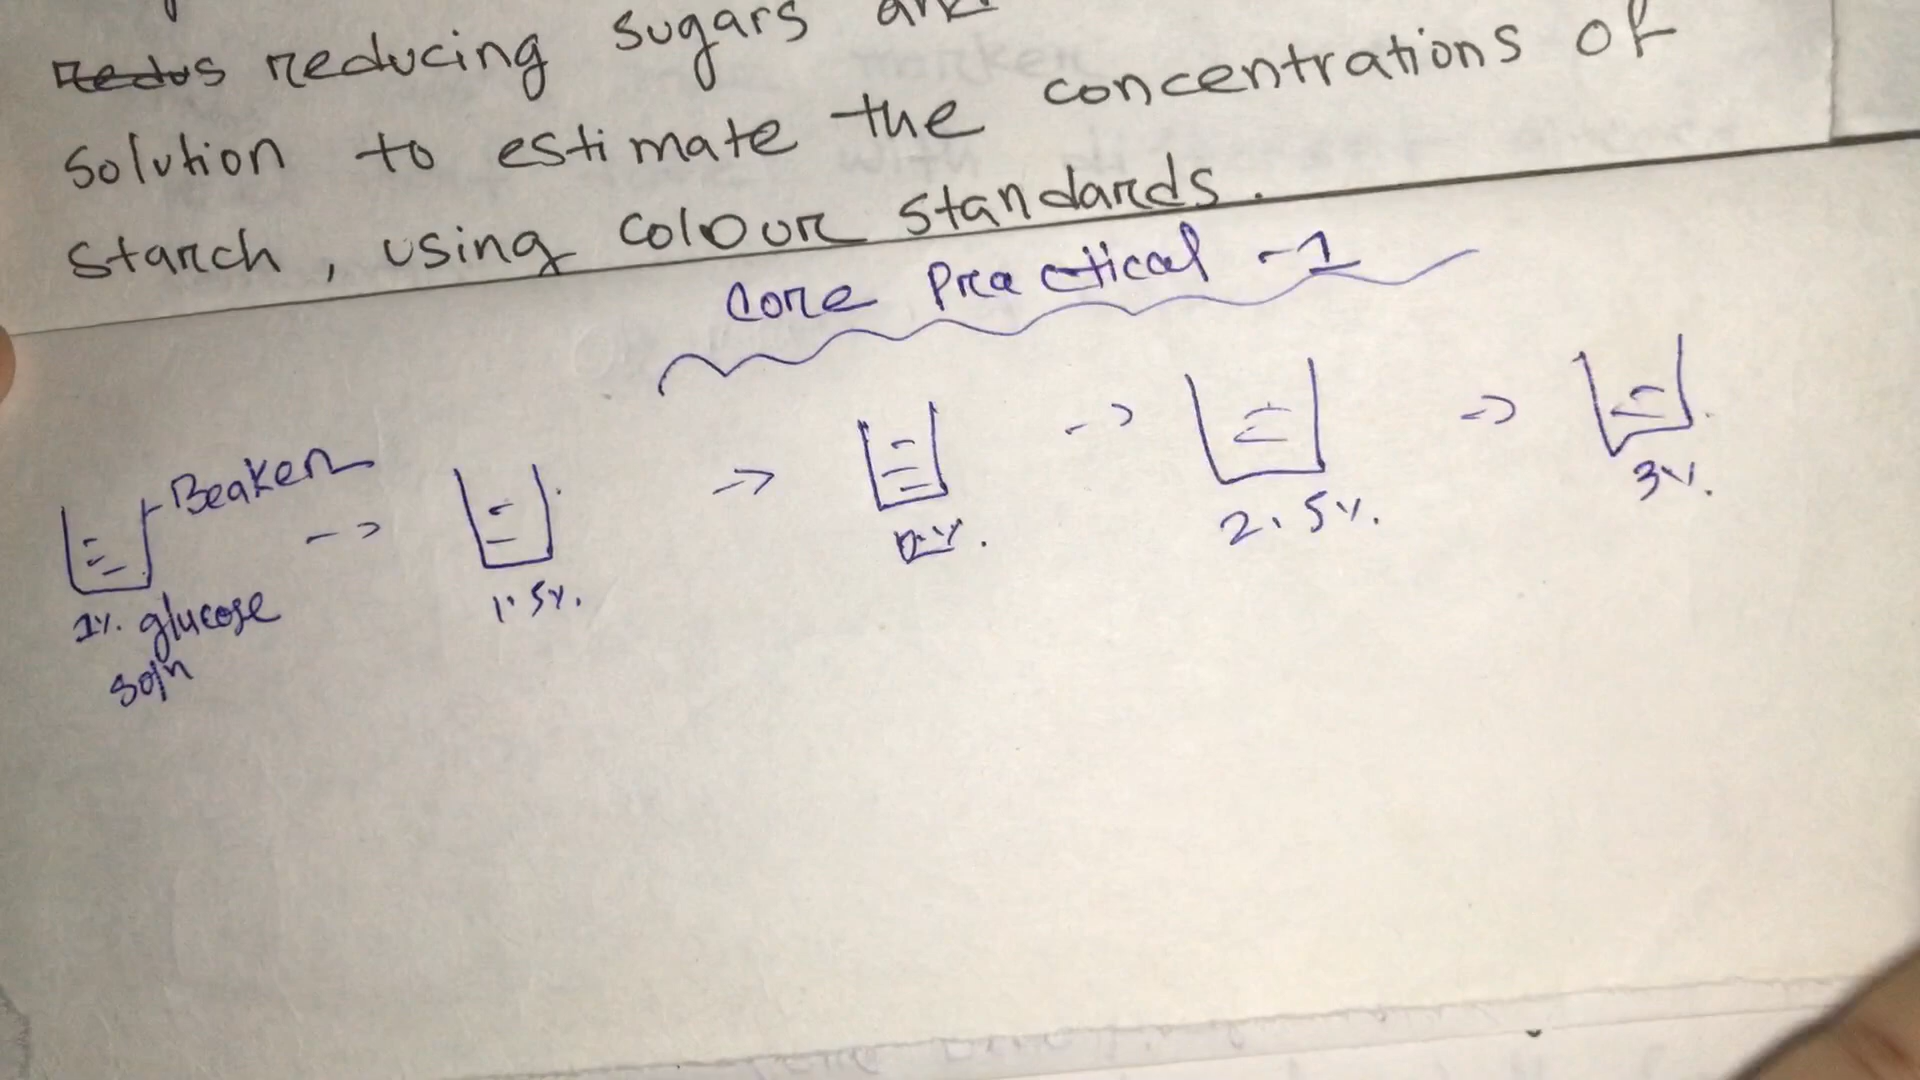 reducing sugars
solution to estimate the concentrations of
starch, using colour standards.
Core Practical -1
Beaker
1%. glucose
soln
1.5%.
2.5%.
3%.